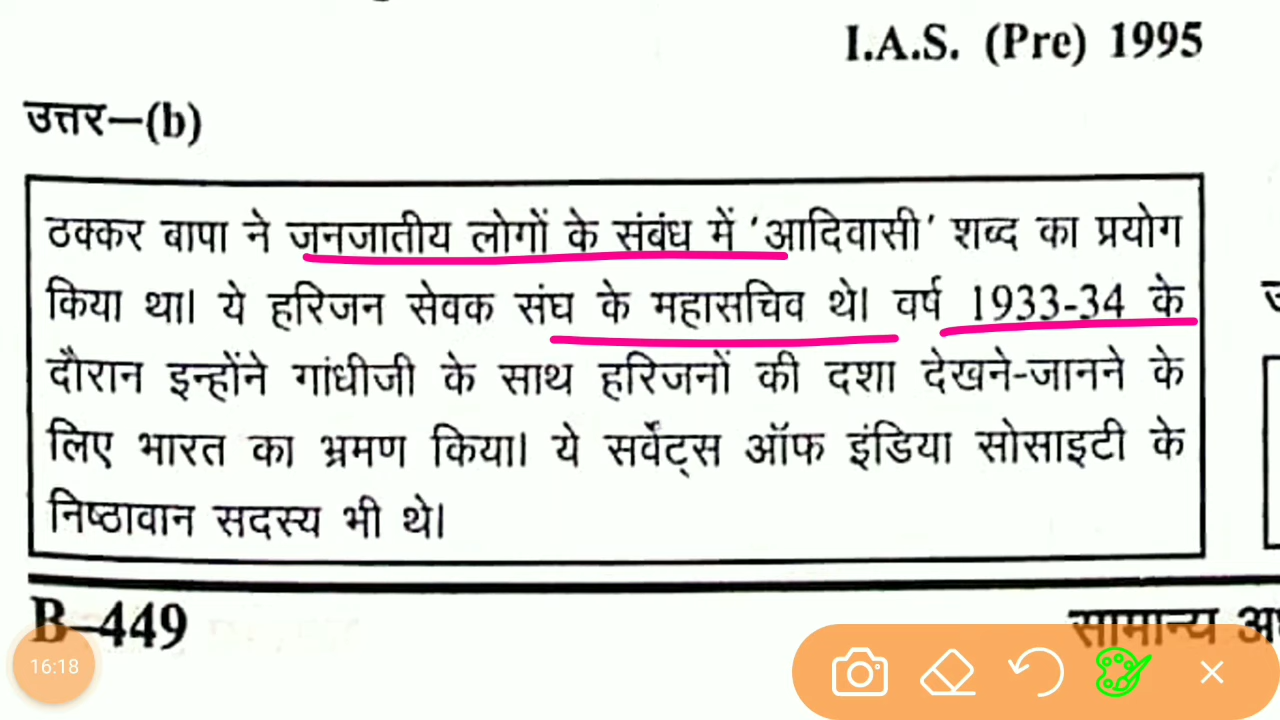 I.A.S. (Pre) 1995
उत्तर—(b)
ठक्कर बापा ने जनजातीय लोगों के संबंध में 'आदिवासी' शब्द का प्रयोग
किया था। ये हरिजन सेवक संघ के महासचिव थे। वर्ष 1933-34 के
दौरान इन्होंने गांधीजी के साथ हरिजनों की दशा देखने-जानने के
लिए भारत का भ्रमण किया। ये सर्वेंट्स ऑफ इंडिया सोसाइटी के
निष्ठावान सदस्य भी थे।
B–449
सामान्य
16:18